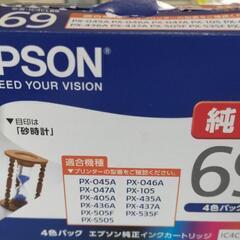 69
EPSON
EXCEED YOUR VISION
純
▼目印は
「砂時計」
適合機種
▼プリンターの型番をご確認ください
PX-045A PX-046A
PX-047A PX-105
PX-405A PX-435A
PX-436A PX-437A
PX-505F PX-535F
PX-S505
69
4色パック
4色パック エプソン純正インクカートリッジ IC4C